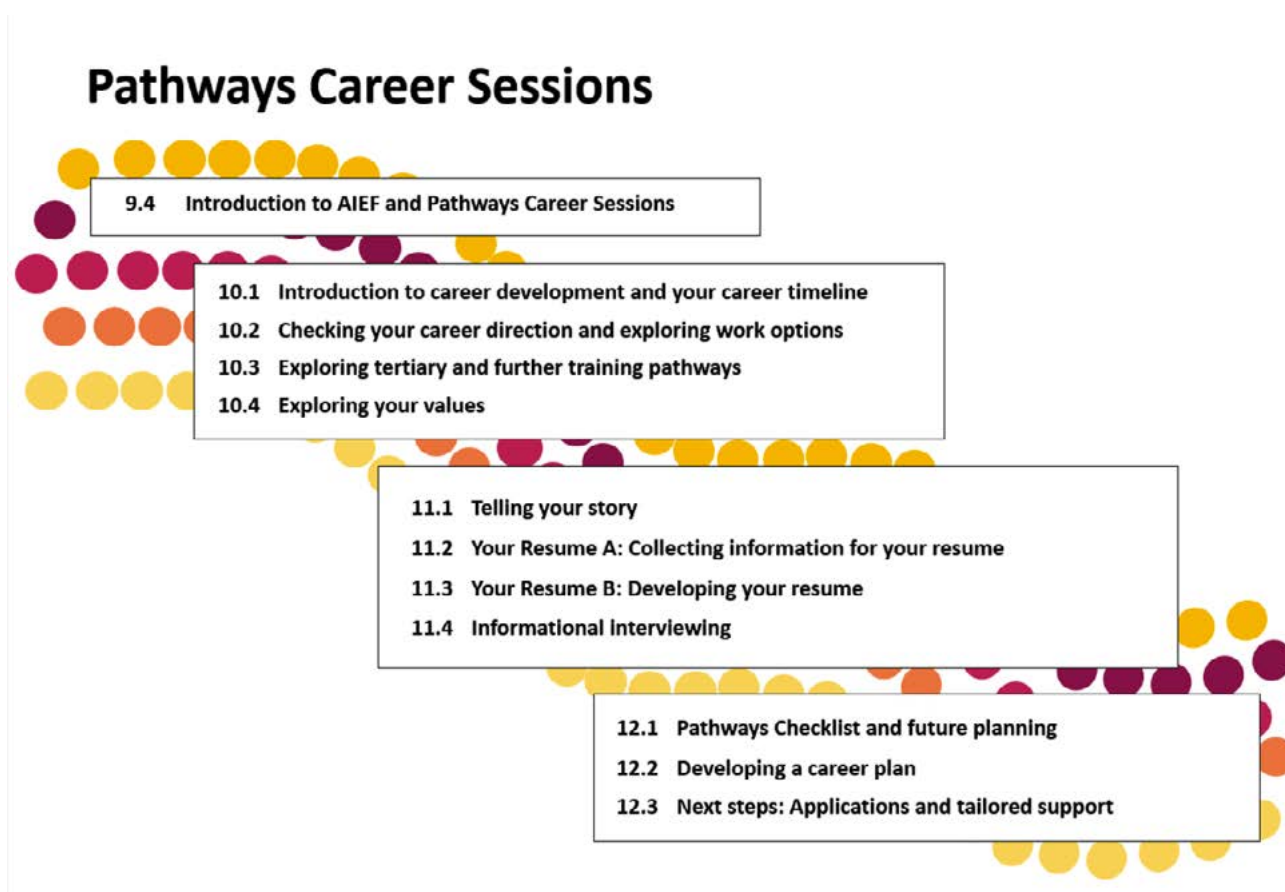 Pathways Career Sessions
9.4 Introduction to AIEF and Pathways Career Sessions
10.1 Introduction to career development and your career timeline
10.2 Checking your career direction and exploring work options
10.3 Exploring tertiary and further training pathways
10.4 Exploring your values
11.1 Telling your story
11.2 Your Resume A: Collecting information for your resume
11.3 Your Resume B: Developing your resume
11.4 Informational interviewing
12.1 Pathways Checklist and future planning
12.2 Developing a career plan
12.3 Next steps: Applications and tailored support